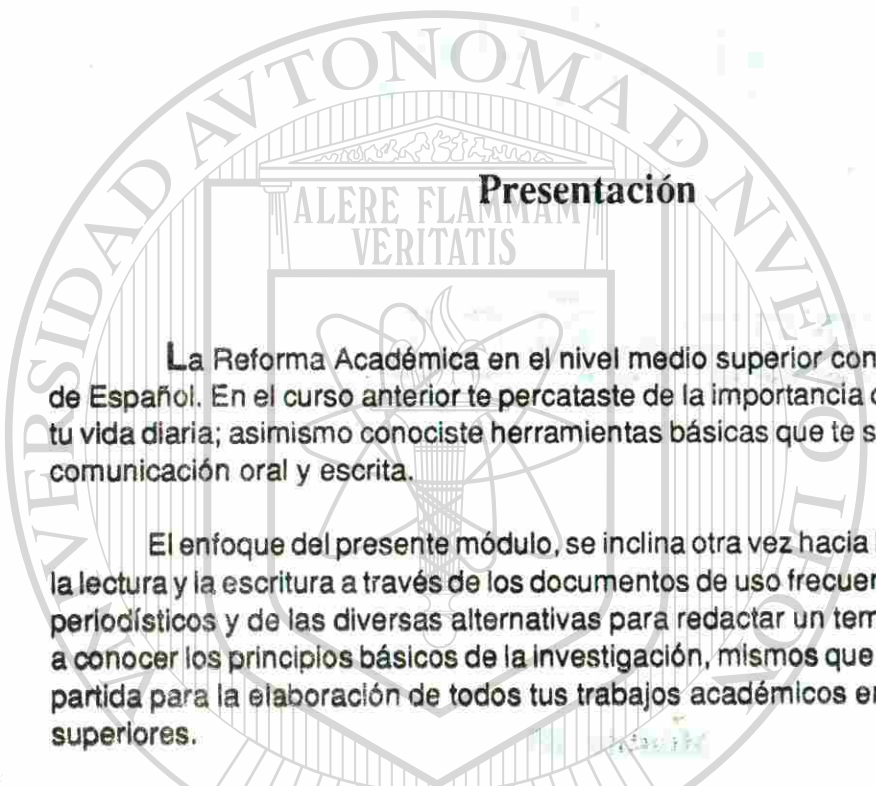 Presentación
La Reforma Académica en el nivel medio superior con
de Español. En el curso anterior te percataste de la importancia
tu vida diaria; asimismo conociste herramientas básicas que te s
comunicación oral y escrita.
El enfoque del presente módulo, se inclina otra vez hacia
la lectura y la escritura a través de los documentos de uso frecuen
periodísticos y de las diversas alternativas para redactar un tem
a conocer los principios básicos de la investigación, mismos que
partida para la elaboración de todos tus trabajos académicos en
superiores.
UNIVERSIDAD AVTONOMA DE NVEVO LEON
ALERE FLAMMAM
VERITATIS